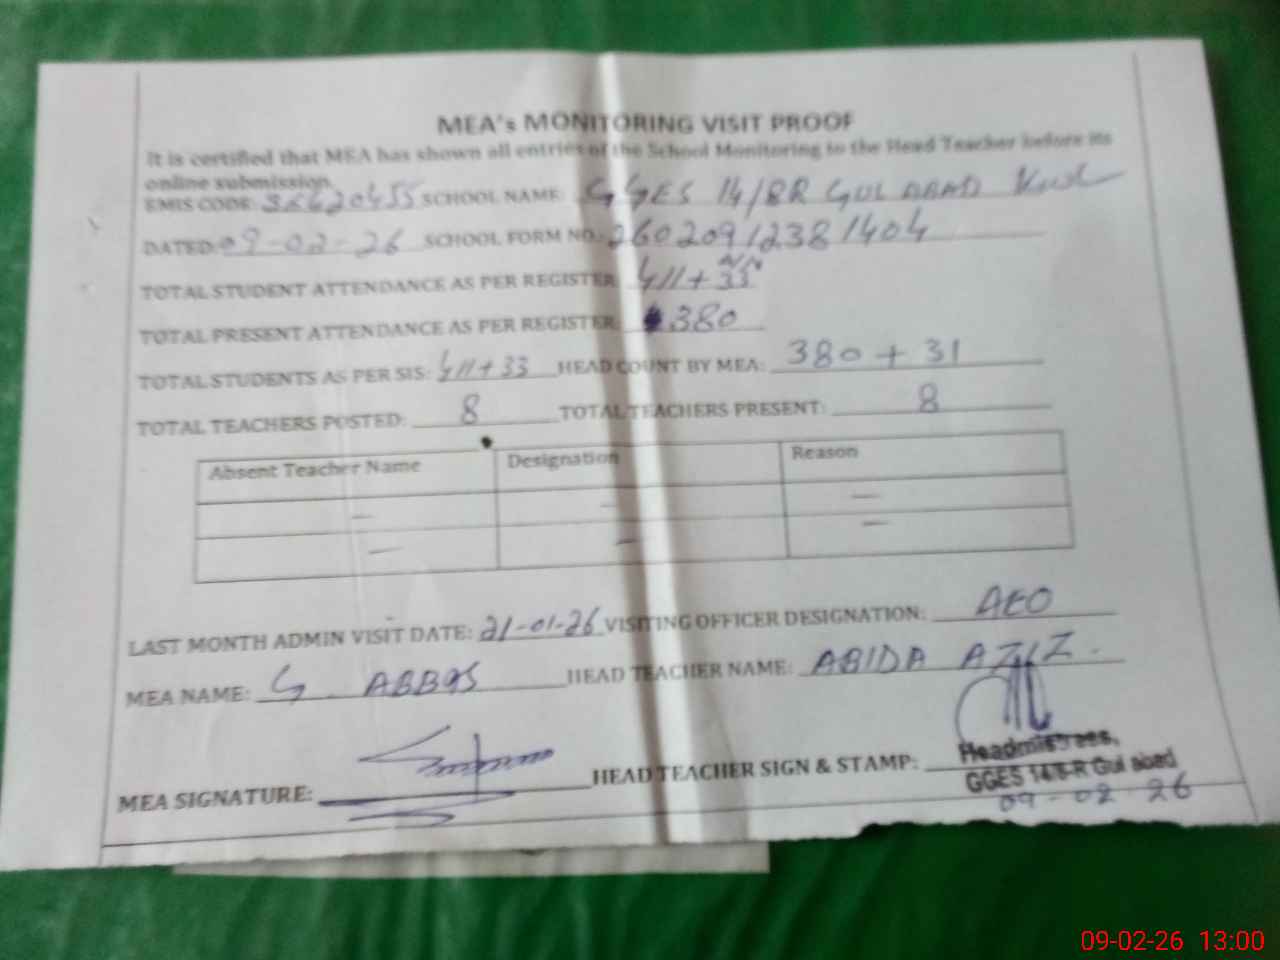 MEA's MONITORING VISIT PROOF
It is certified that MEA has shown all entries of the School Monitoring to the Head Teacher before its
online submission.
EMIS CODE: SCHOOL NAME: GGES 14/8R GUL ABAD
DATED: 09-02-26 SCHOOL FORM NO.: 26020912381404
TOTAL STUDENT ATTENDANCE AS PER REGISTER: 411+33
TOTAL PRESENT ATTENDANCE AS PER REGISTER: 380
TOTAL STUDENTS AS PER SIS: 411+33 HEAD COUNT BY MEA: 380 + 31
TOTAL TEACHERS POSTED: 8 TOTAL TEACHERS PRESENT: 8
Absent Teacher Name Designation Reason
— — —
— — —
LAST MONTH ADMIN VISIT DATE: 21-01-26 VISITING OFFICER DESIGNATION: AEO
MEA NAME: G. ABBAS HEAD TEACHER NAME: ABIDA AZIZ.
MEA SIGNATURE: HEAD TEACHER SIGN & STAMP: Headmistress,
GGES 14/8-R Gul abad
09-02-26
09-02-26 13:00